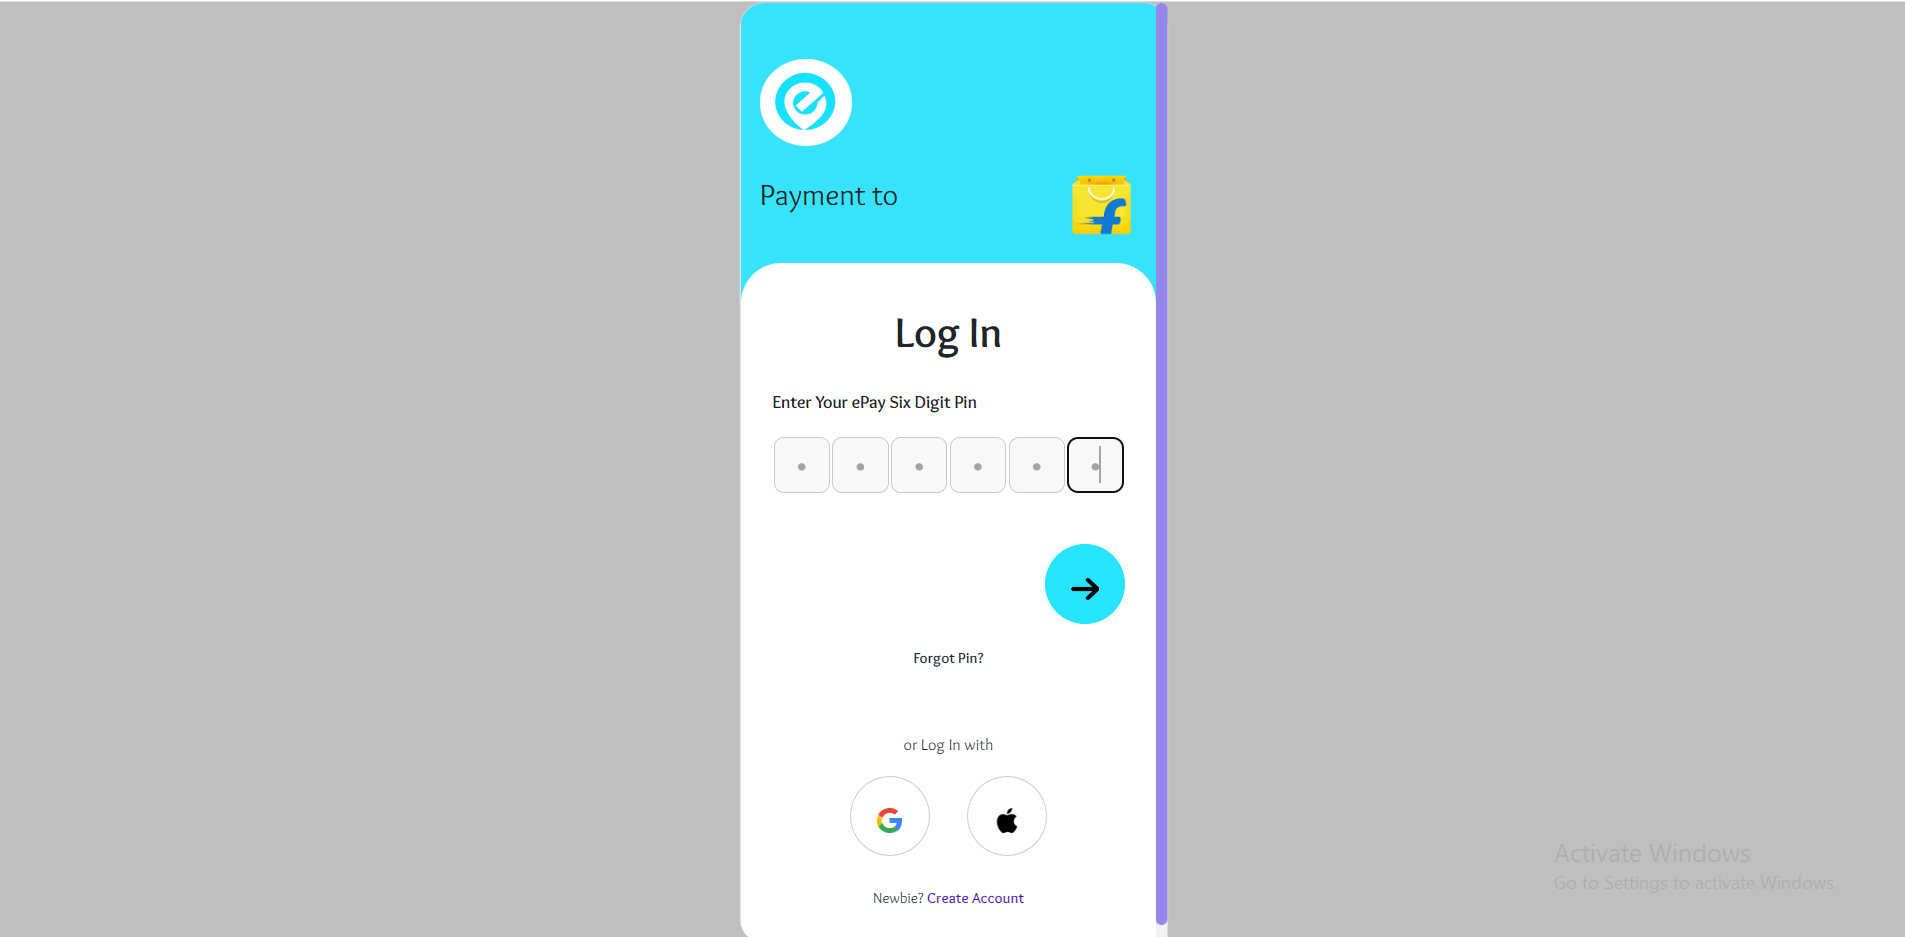 Payment to
Log In
Enter Your ePay Six Digit Pin
Forgot Pin?
or Log In with
Newbie? Create Account
Activate Windows
Go to Settings to activate Windows.